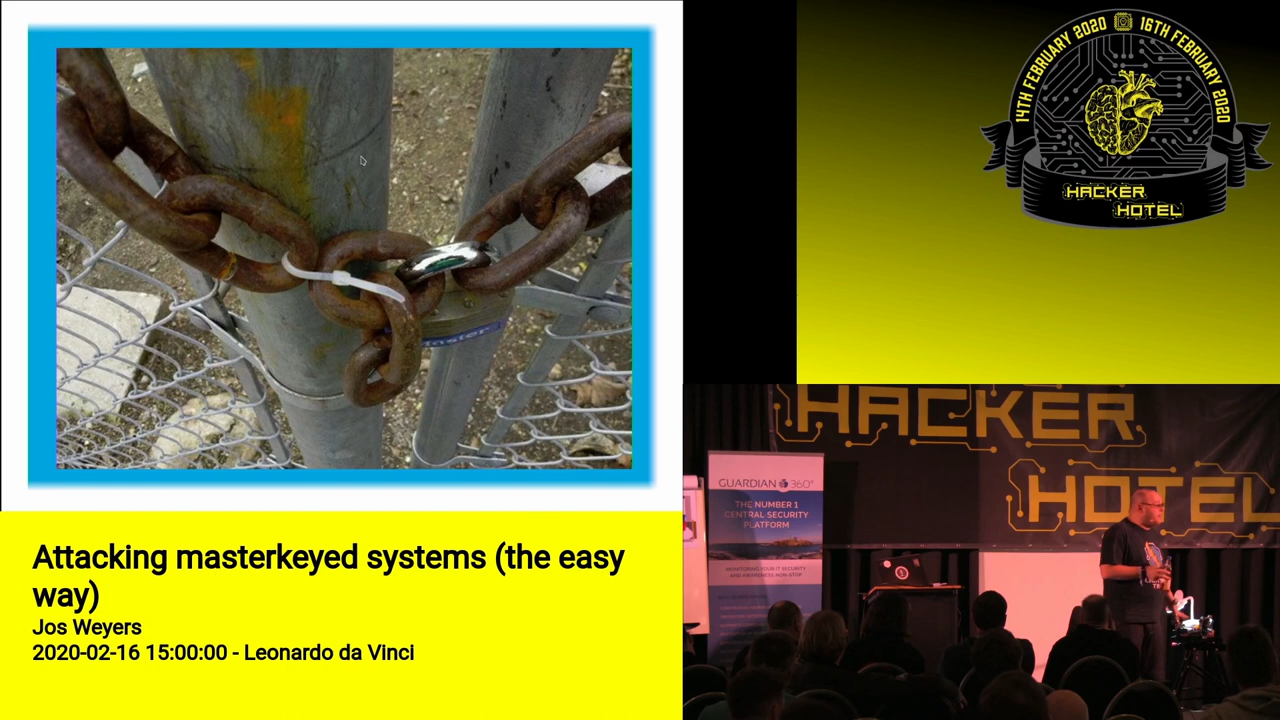 Master
Attacking masterkeyed systems (the easy
way)
Jos Weyers
2020-02-16 15:00:00 - Leonardo da Vinci
14TH FEBRUARY 2020 16TH FEBRUARY 2020
HACKER
HOTEL
HACKER
HOTEL
GUARDIAN 360°
THE NUMBER 1
CENTRAL SECURITY
PLATFORM
MONITORING YOUR IT SECURITY
AND AWARENESS NON-STOP